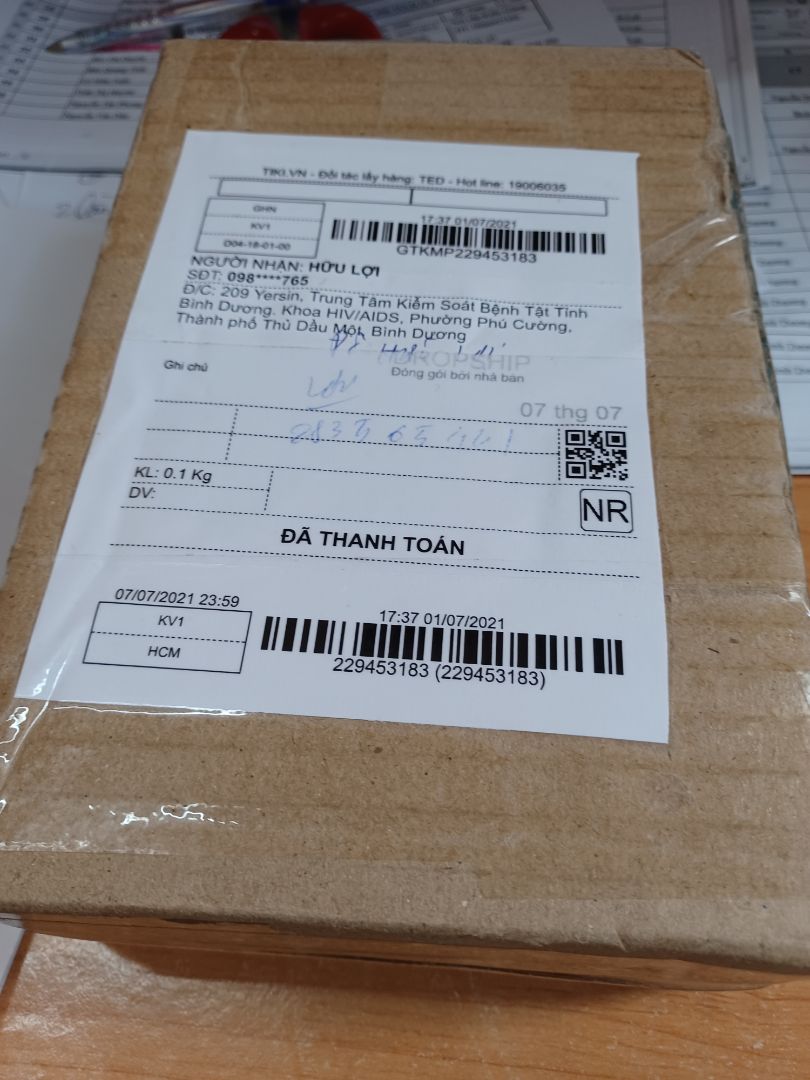 TIKI.VN - Đối tác lấy hàng: TED - Hot line: 19006035
GHN
KV1
D04-18-01-00
17:37 01/07/2021
GTKMP229453183
NGƯỜI NHẬN: HỮU LỢI
SĐT: 098****765
Đ/C: 209 Yersin, Trung Tâm Kiểm Soát Bệnh Tật Tỉnh
Bình Dương. Khoa HIV/AIDS, Phường Phú Cường,
Thành phố Thủ Dầu Một, Bình Dương
DROPSHIP
Ghi chú
Đóng gói bởi nhà bán
07 thg 07
KL: 0.1 Kg
DV:
NR
ĐÃ THANH TOÁN
07/07/2021 23:59
KV1
HCM
17:37 01/07/2021
229453183 (229453183)